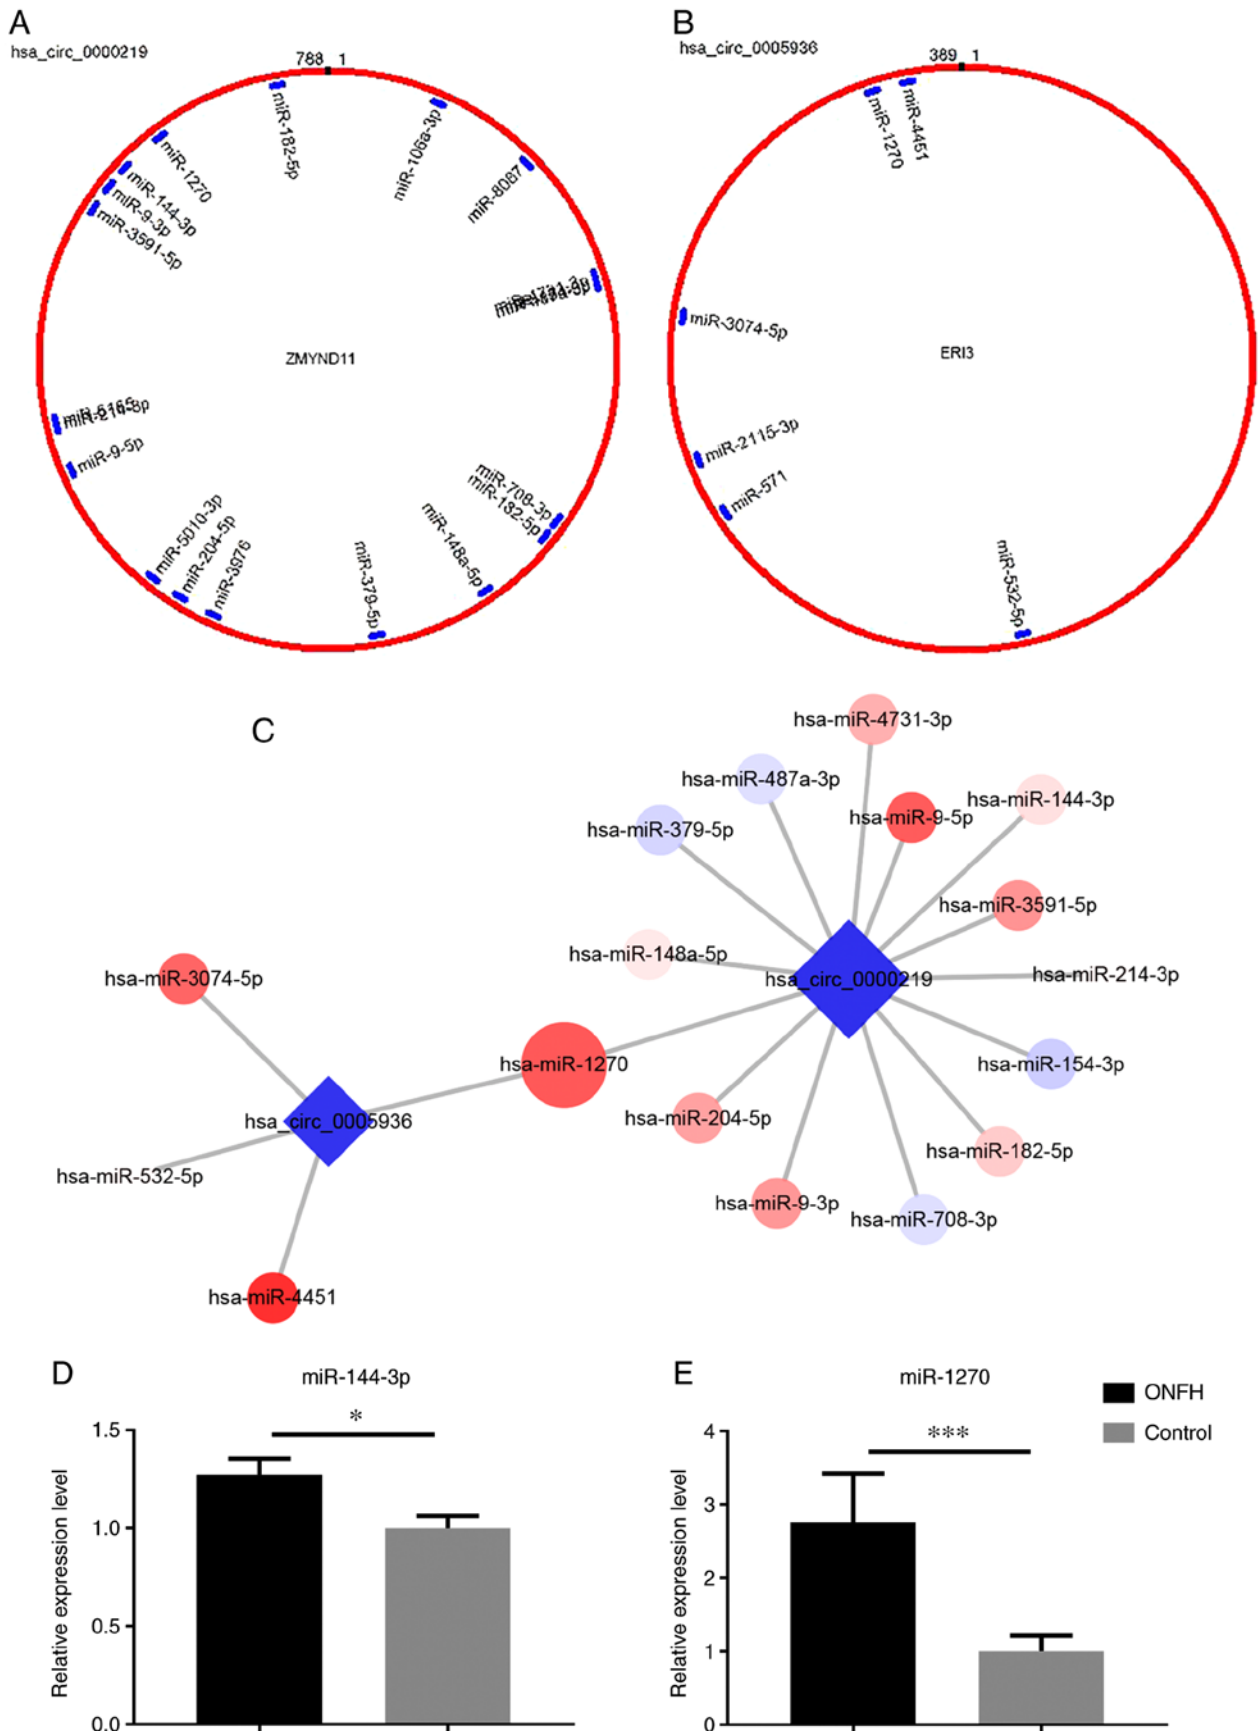 A
hsa_circ_0000219
788 1
miR-182-5p
miR-106a-3p
miR-8087
miR-1270
miR-144-3p
miR-9-3p
miR-3591-5p
ZMYND11
miR-9-5p
miR-5010-3p
miR-204-5p
miR-3976
miR-379-5p
miR-148a-5p
miR-132-5p
miR-708-3p
B
hsa_circ_0005936
389 1
miR-1270
miR-4451
miR-3074-5p
ERI3
miR-2115-3p
miR-571
miR-532-5p
C
hsa-miR-4731-3p
hsa-miR-487a-3p
hsa-miR-144-3p
hsa-miR-9-5p
hsa-miR-379-5p
hsa-miR-3591-5p
hsa-miR-148a-5p
hsa_circ_0000219
hsa-miR-214-3p
hsa-miR-3074-5p
hsa-miR-1270
hsa-miR-154-3p
hsa_circ_0005936
hsa-miR-204-5p
hsa-miR-182-5p
hsa-miR-532-5p
hsa-miR-9-3p
hsa-miR-708-3p
hsa-miR-4451
D
miR-144-3p
*
Relative expression level
1.5
1.0
0.5
0.0
E
miR-1270
***
Relative expression level
4
3
2
1
0
ONFH
Control